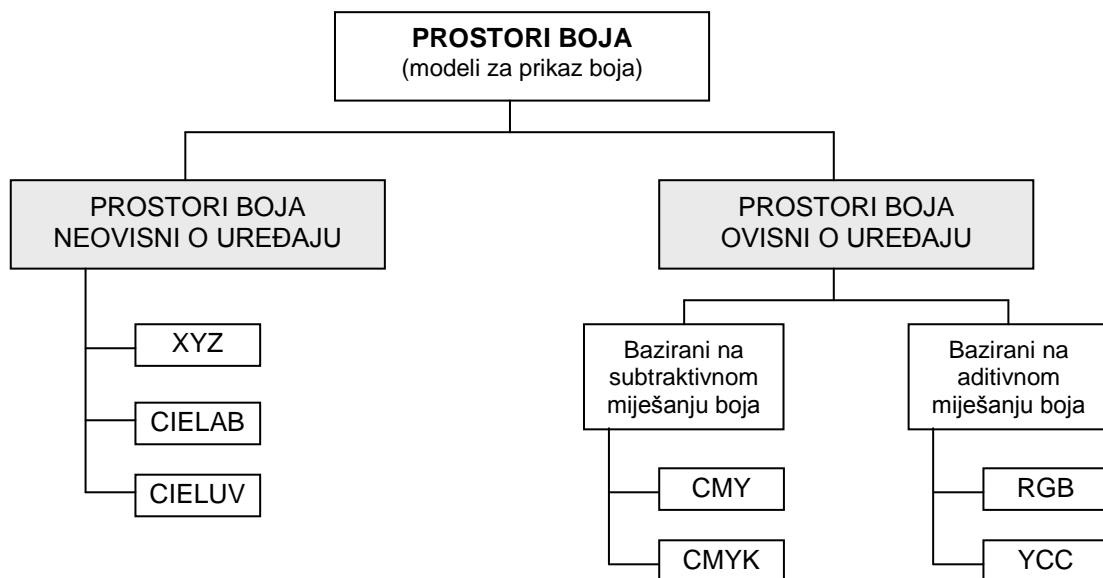 PROSTORI BOJA
(modeli za prikaz boja)
PROSTORI BOJA
NEOVISNI O UREĐAJU
XYZ
CIELAB
CIELUV
PROSTORI BOJA
OVISNI O UREĐAJU
Bazirani na
subtraktivnom
miješanju boja
CMY
CMYK
Bazirani na
aditivnom
miješanju boja
RGB
YCC